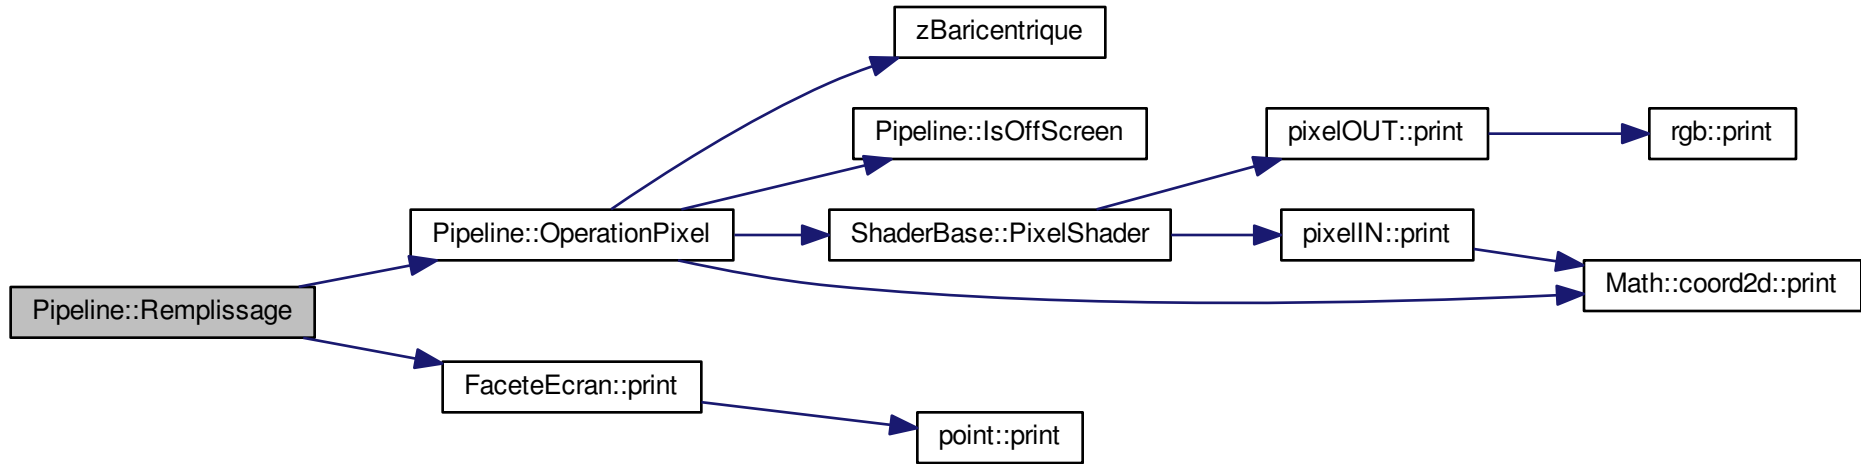 zBaricentrique
Pipeline::IsOffScreen
pixelOUT::print
rgb::print
Pipeline::OperationPixel
ShaderBase::PixelShader
pixelIN::print
Math::coord2d::print
Pipeline::Remplissage
FaceteEcran::print
point::print